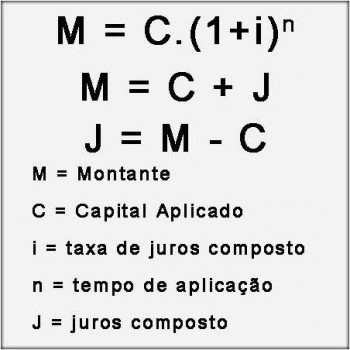 M = C.(1+i)ⁿ
M = C + J
J = M - C
M = Montante
C = Capital Aplicado
i = taxa de juros composto
n = tempo de aplicação
J = juros composto